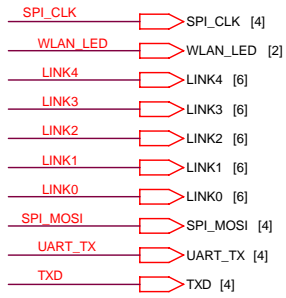 SPI_CLK SPI_CLK [4]
WLAN_LED WLAN_LED [2]
LINK4 LINK4 [6]
LINK3 LINK3 [6]
LINK2 LINK2 [6]
LINK1 LINK1 [6]
LINK0 LINK0 [6]
SPI_MOSI SPI_MOSI [4]
UART_TX UART_TX [4]
TXD TXD [4]